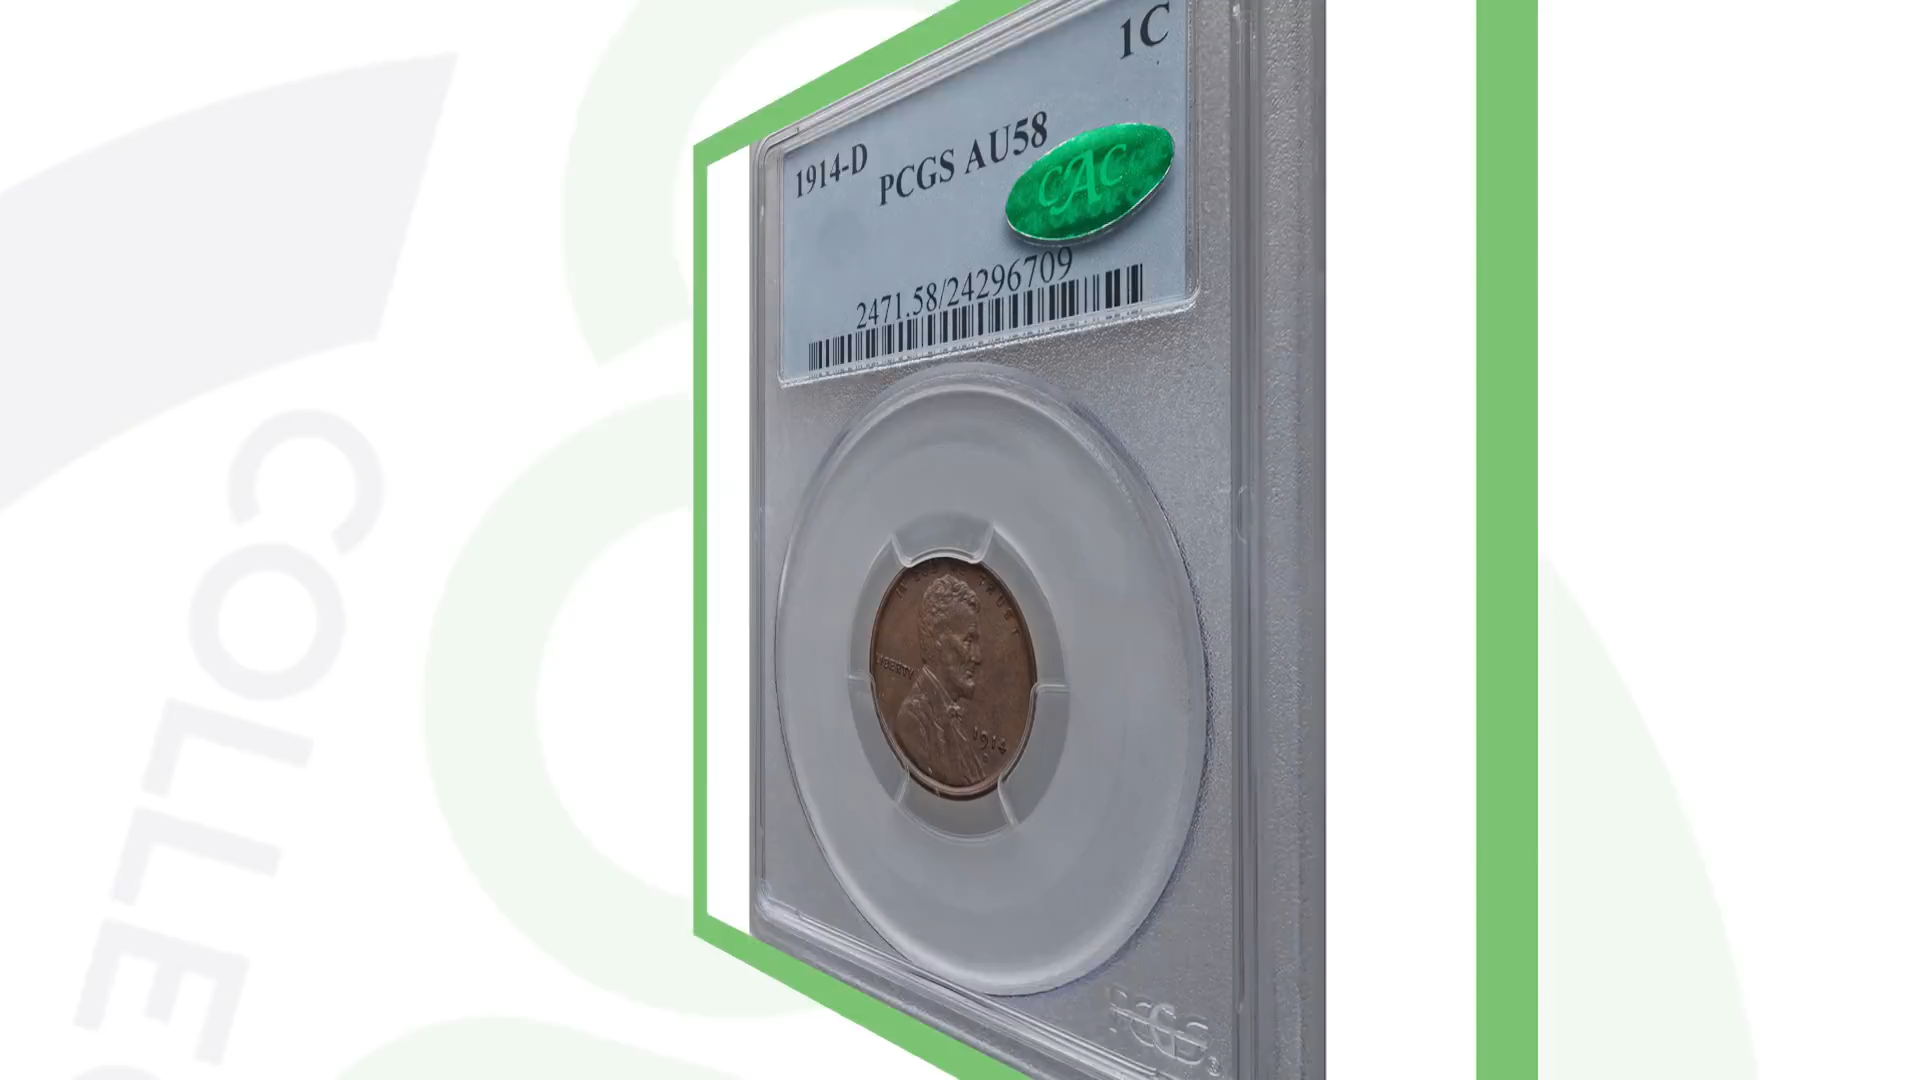 1C
1914-D
PCGS AU58
CAC
2471.58/24296709
LIBERTY
1914
PCGS
COLLE